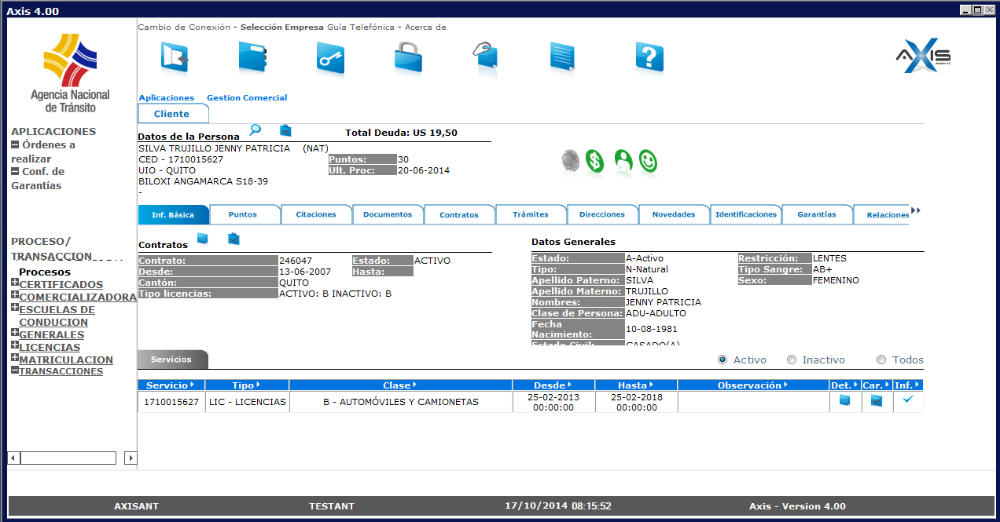 Axis 4.00
Cambio de Conexión - Selección Empresa Guía Telefónica - Acerca de
Agencia Nacional
de Tránsito
AXIS
Aplicaciones Gestion Comercial
Cliente
APLICACIONES
Órdenes a
realizar
Conf. de
Garantías
Datos de la Persona Total Deuda: US 19,50
SILVA TRUJILLO JENNY PATRICIA (NAT)
CED - 1710015627 Puntos: 30
UIO - QUITO Ult. Proc: 20-06-2014
BILOXI ANGAMARCA S18-39
-
Inf. Básica Puntos Citaciones Documentos Contratos Trámites Direcciones Novedades Identificaciones Garantías Relaciones
PROCESO/
TRANSACCION
Procesos
CERTIFICADOS
COMERCIALIZADORA
ESCUELAS DE
CONDUCION
GENERALES
LICENCIAS
MATRICULACION
TRANSACCIONES
Contratos
Contrato: 246047 Estado: ACTIVO
Desde: 13-06-2007 Hasta:
Cantón: QUITO
Tipo licencias: ACTIVO: B INACTIVO: B
Datos Generales
Estado: A-Activo Restricción: LENTES
Tipo: N-Natural Tipo Sangre: AB+
Apellido Paterno: SILVA Sexo: FEMENINO
Apellido Materno: TRUJILLO
Nombres: JENNY PATRICIA
Clase de Persona: ADU-ADULTO
Fecha
Nacimiento: 10-08-1981
Estado Civil: CASADO(A)
Servicios Activo Inactivo Todos
Servicio Tipo Clase Desde Hasta Observación Det. Car. Inf.
1710015627 LIC - LICENCIAS B - AUTOMÓVILES Y CAMIONETAS 25-02-2013 25-02-2018
00:00:00 00:00:00
AXISANT TESTANT 17/10/2014 08:15:52 Axis - Version 4.00